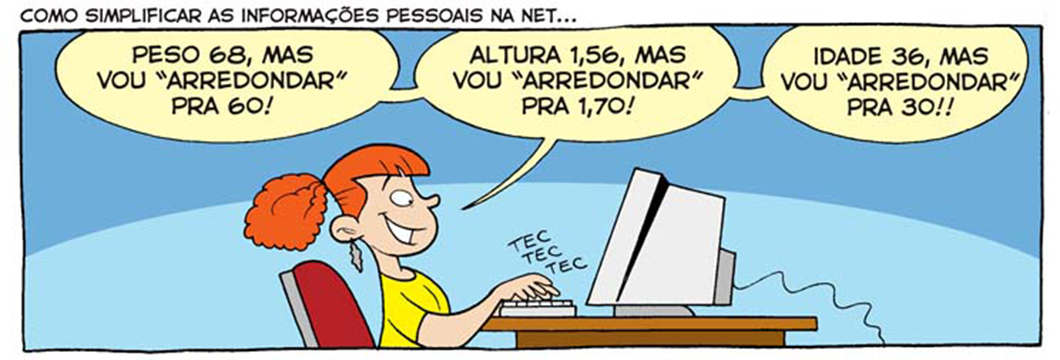 COMO SIMPLIFICAR AS INFORMAÇÕES PESSOAIS NA NET...
PESO 68, MAS
VOU "ARREDONDAR"
PRA 60!
ALTURA 1,56, MAS
VOU "ARREDONDAR"
PRA 1,70!
IDADE 36, MAS
VOU "ARREDONDAR"
PRA 30!!
TEC
TEC
TEC